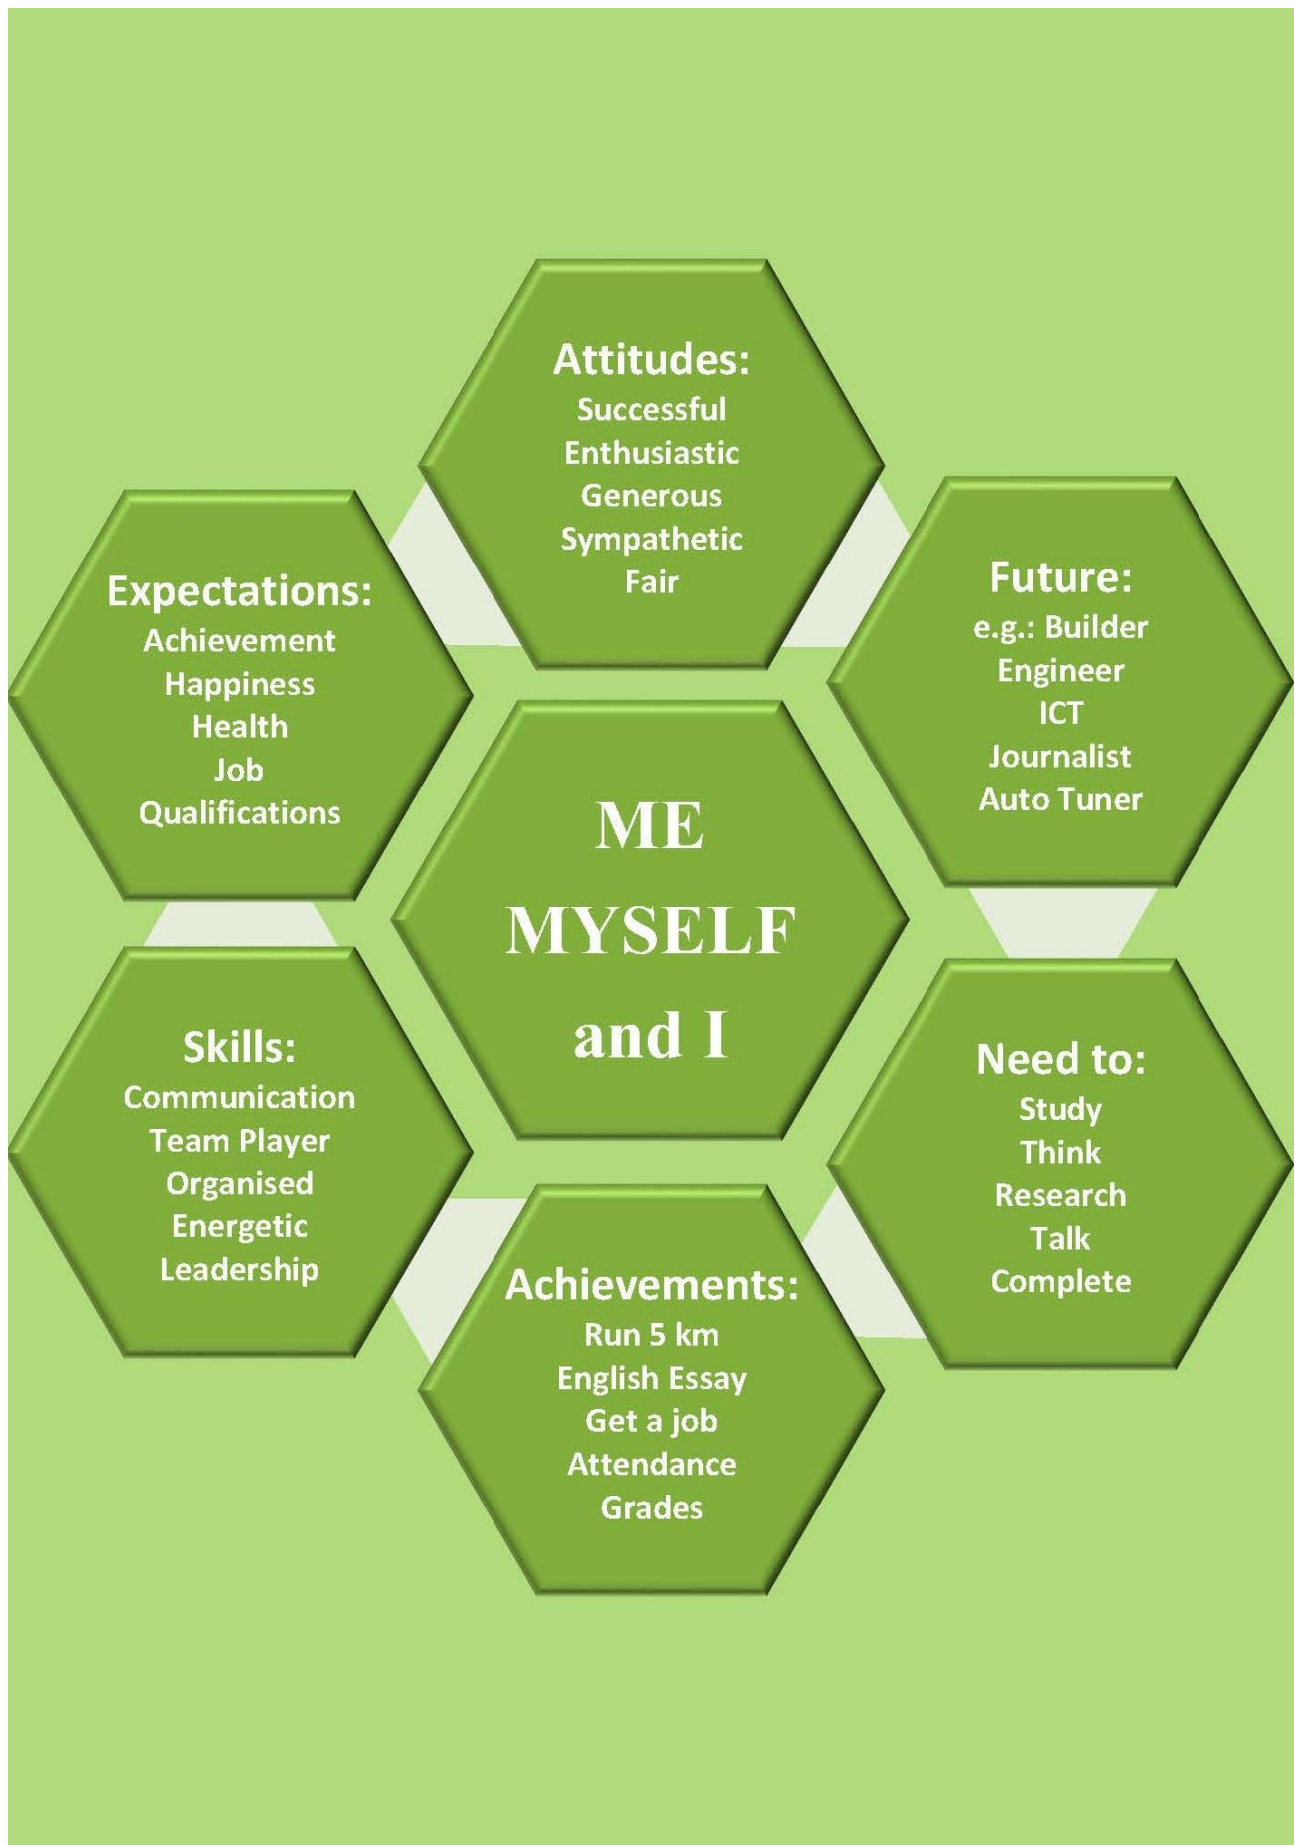 Attitudes:
Successful
Enthusiastic
Generous
Sympathetic
Fair
Future:
e.g.: Builder
Engineer
ICT
Journalist
Auto Tuner
Need to:
Study
Think
Research
Talk
Complete
Achievements:
Run 5 km
English Essay
Get a job
Attendance
Grades
Skills:
Communication
Team Player
Organised
Energetic
Leadership
Expectations:
Achievement
Happiness
Health
Job
Qualifications
ME
MYSELF
and I